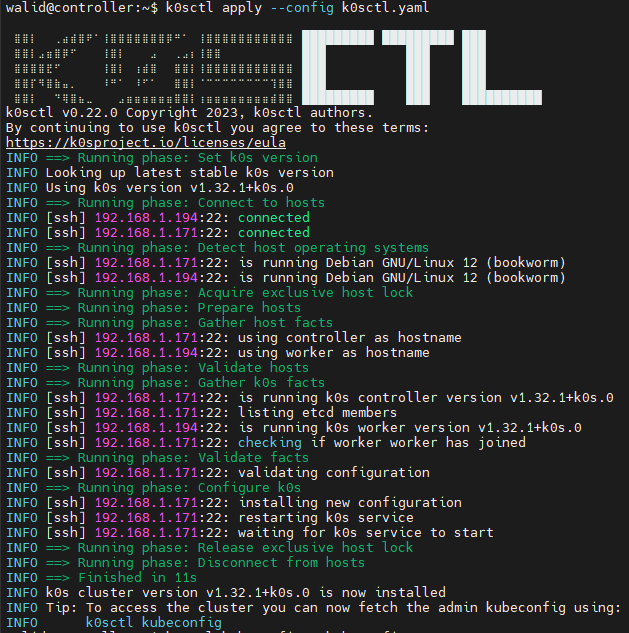 walid@controller:~$ k0sctl apply --config k0sctl.yaml
k0sctl v0.22.0 Copyright 2023, k0sctl authors.
By continuing to use k0sctl you agree to these terms:
https://k0sproject.io/licenses/eula
INFO ==> Running phase: Set k0s version
INFO Looking up latest stable k0s version
INFO Using k0s version v1.32.1+k0s.0
INFO ==> Running phase: Connect to hosts
INFO [ssh] 192.168.1.194:22: connected
INFO [ssh] 192.168.1.171:22: connected
INFO ==> Running phase: Detect host operating systems
INFO [ssh] 192.168.1.171:22: is running Debian GNU/Linux 12 (bookworm)
INFO [ssh] 192.168.1.194:22: is running Debian GNU/Linux 12 (bookworm)
INFO ==> Running phase: Acquire exclusive host lock
INFO ==> Running phase: Prepare hosts
INFO ==> Running phase: Gather host facts
INFO [ssh] 192.168.1.171:22: using controller as hostname
INFO [ssh] 192.168.1.194:22: using worker as hostname
INFO ==> Running phase: Validate hosts
INFO ==> Running phase: Gather k0s facts
INFO [ssh] 192.168.1.171:22: is running k0s controller version v1.32.1+k0s.0
INFO [ssh] 192.168.1.171:22: listing etcd members
INFO [ssh] 192.168.1.194:22: is running k0s worker version v1.32.1+k0s.0
INFO [ssh] 192.168.1.171:22: checking if worker worker has joined
INFO ==> Running phase: Validate facts
INFO [ssh] 192.168.1.171:22: validating configuration
INFO ==> Running phase: Configure k0s
INFO [ssh] 192.168.1.171:22: installing new configuration
INFO [ssh] 192.168.1.171:22: restarting k0s service
INFO [ssh] 192.168.1.171:22: waiting for k0s service to start
INFO ==> Running phase: Release exclusive host lock
INFO ==> Running phase: Disconnect from hosts
INFO ==> Finished in 11s
INFO k0s cluster version v1.32.1+k0s.0 is now installed
INFO Tip: To access the cluster you can now fetch the admin kubeconfig using:
INFO      k0sctl kubeconfig